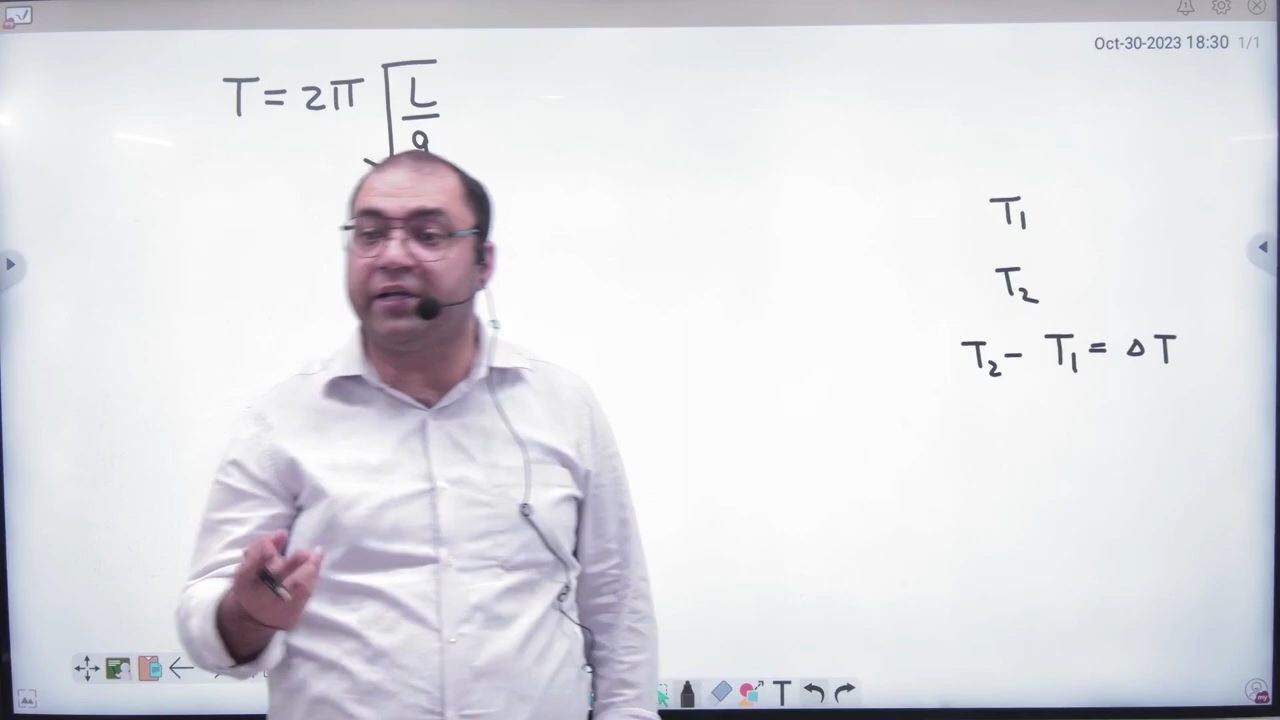 Oct-30-2023 18:30 1/1
T = 2π √(L/g)
T₁
T₂
T₂ - T₁ = ΔT
T